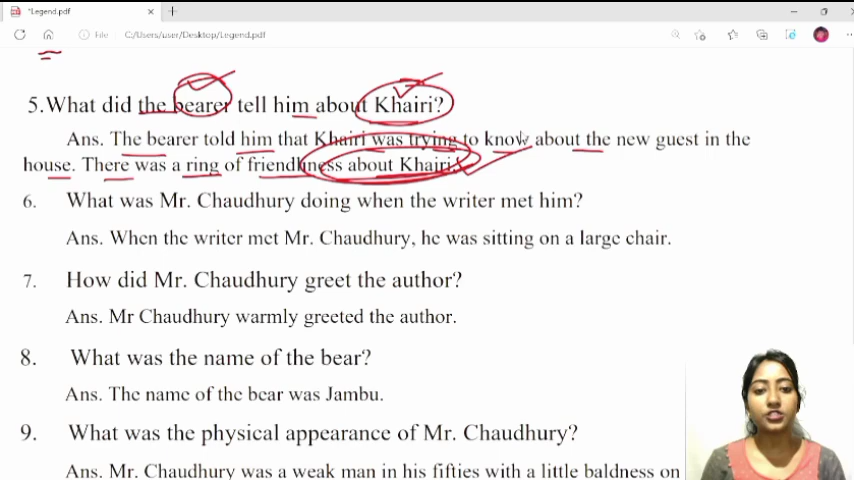 *Legend.pdf
File
C:/Users/user/Desktop/Legend.pdf
5.What did the bearer tell him about Khairi?
Ans. The bearer told him that Khairi was trying to know about the new guest in the
house. There was a ring of friendliness about Khairi.
6. What was Mr. Chaudhury doing when the writer met him?
Ans. When the writer met Mr. Chaudhury, he was sitting on a large chair.
7. How did Mr. Chaudhury greet the author?
Ans. Mr Chaudhury warmly greeted the author.
8. What was the name of the bear?
Ans. The name of the bear was Jambu.
9. What was the physical appearance of Mr. Chaudhury?
Ans. Mr. Chaudhury was a weak man in his fifties with a little baldness on